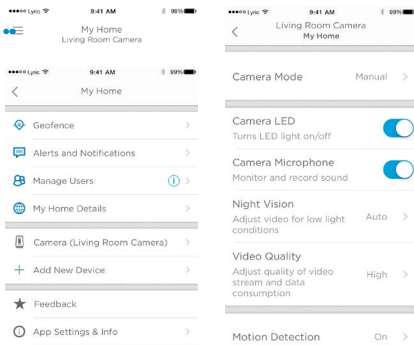 Lyric 9:41 AM 99%
My Home
Living Room Camera
Lyric 9:41 AM 99%
My Home
Geofence
Alerts and Notifications
Manage Users
My Home Details
Camera (Living Room Camera)
Add New Device
Feedback
App Settings & Info
Lyric 9:41 AM 89%
Living Room Camera
My Home
Camera Mode Manual
Camera LED
Turns LED light on/off
Camera Microphone
Monitor and record sound
Night Vision
Adjust video for low light Auto
conditions
Video Quality
Adjust quality of video
stream and data High
consumption
Motion Detection On